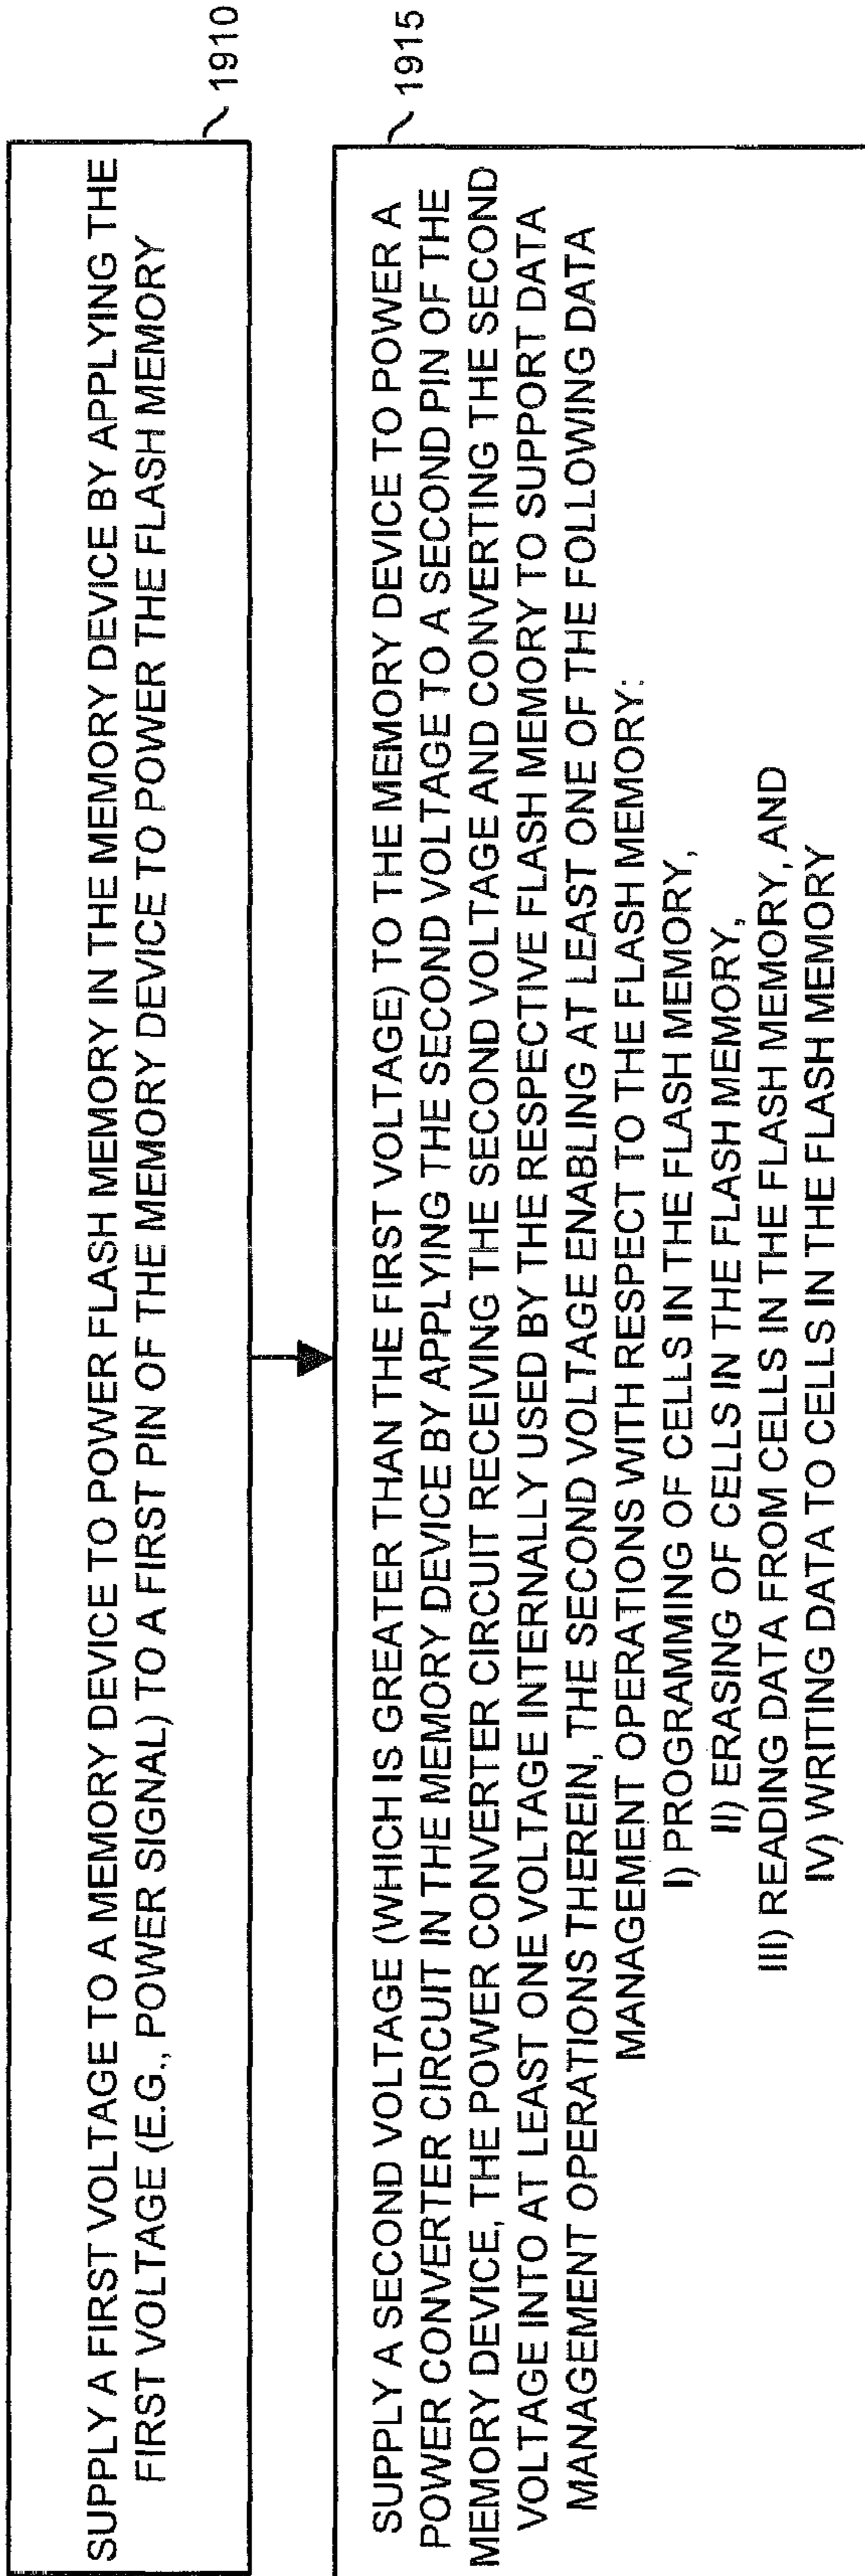 SUPPLY A FIRST VOLTAGE TO A MEMORY DEVICE TO POWER FLASH MEMORY IN THE MEMORY DEVICE BY APPLYING THE
FIRST VOLTAGE (E.G., POWER SIGNAL) TO A FIRST PIN OF THE MEMORY DEVICE TO POWER THE FLASH MEMORY
1910
SUPPLY A SECOND VOLTAGE (WHICH IS GREATER THAN THE FIRST VOLTAGE) TO THE MEMORY DEVICE TO POWER A
POWER CONVERTER CIRCUIT IN THE MEMORY DEVICE BY APPLYING THE SECOND VOLTAGE TO A SECOND PIN OF THE
MEMORY DEVICE, THE POWER CONVERTER CIRCUIT RECEIVING THE SECOND VOLTAGE AND CONVERTING THE SECOND
VOLTAGE INTO AT LEAST ONE VOLTAGE INTERNALLY USED BY THE RESPECTIVE FLASH MEMORY TO SUPPORT DATA
MANAGEMENT OPERATIONS THEREIN, THE SECOND VOLTAGE ENABLING AT LEAST ONE OF THE FOLLOWING DATA
MANAGEMENT OPERATIONS WITH RESPECT TO THE FLASH MEMORY:
I) PROGRAMMING OF CELLS IN THE FLASH MEMORY,
II) ERASING OF CELLS IN THE FLASH MEMORY,
III) READING DATA FROM CELLS IN THE FLASH MEMORY, AND
IV) WRITING DATA TO CELLS IN THE FLASH MEMORY
1915